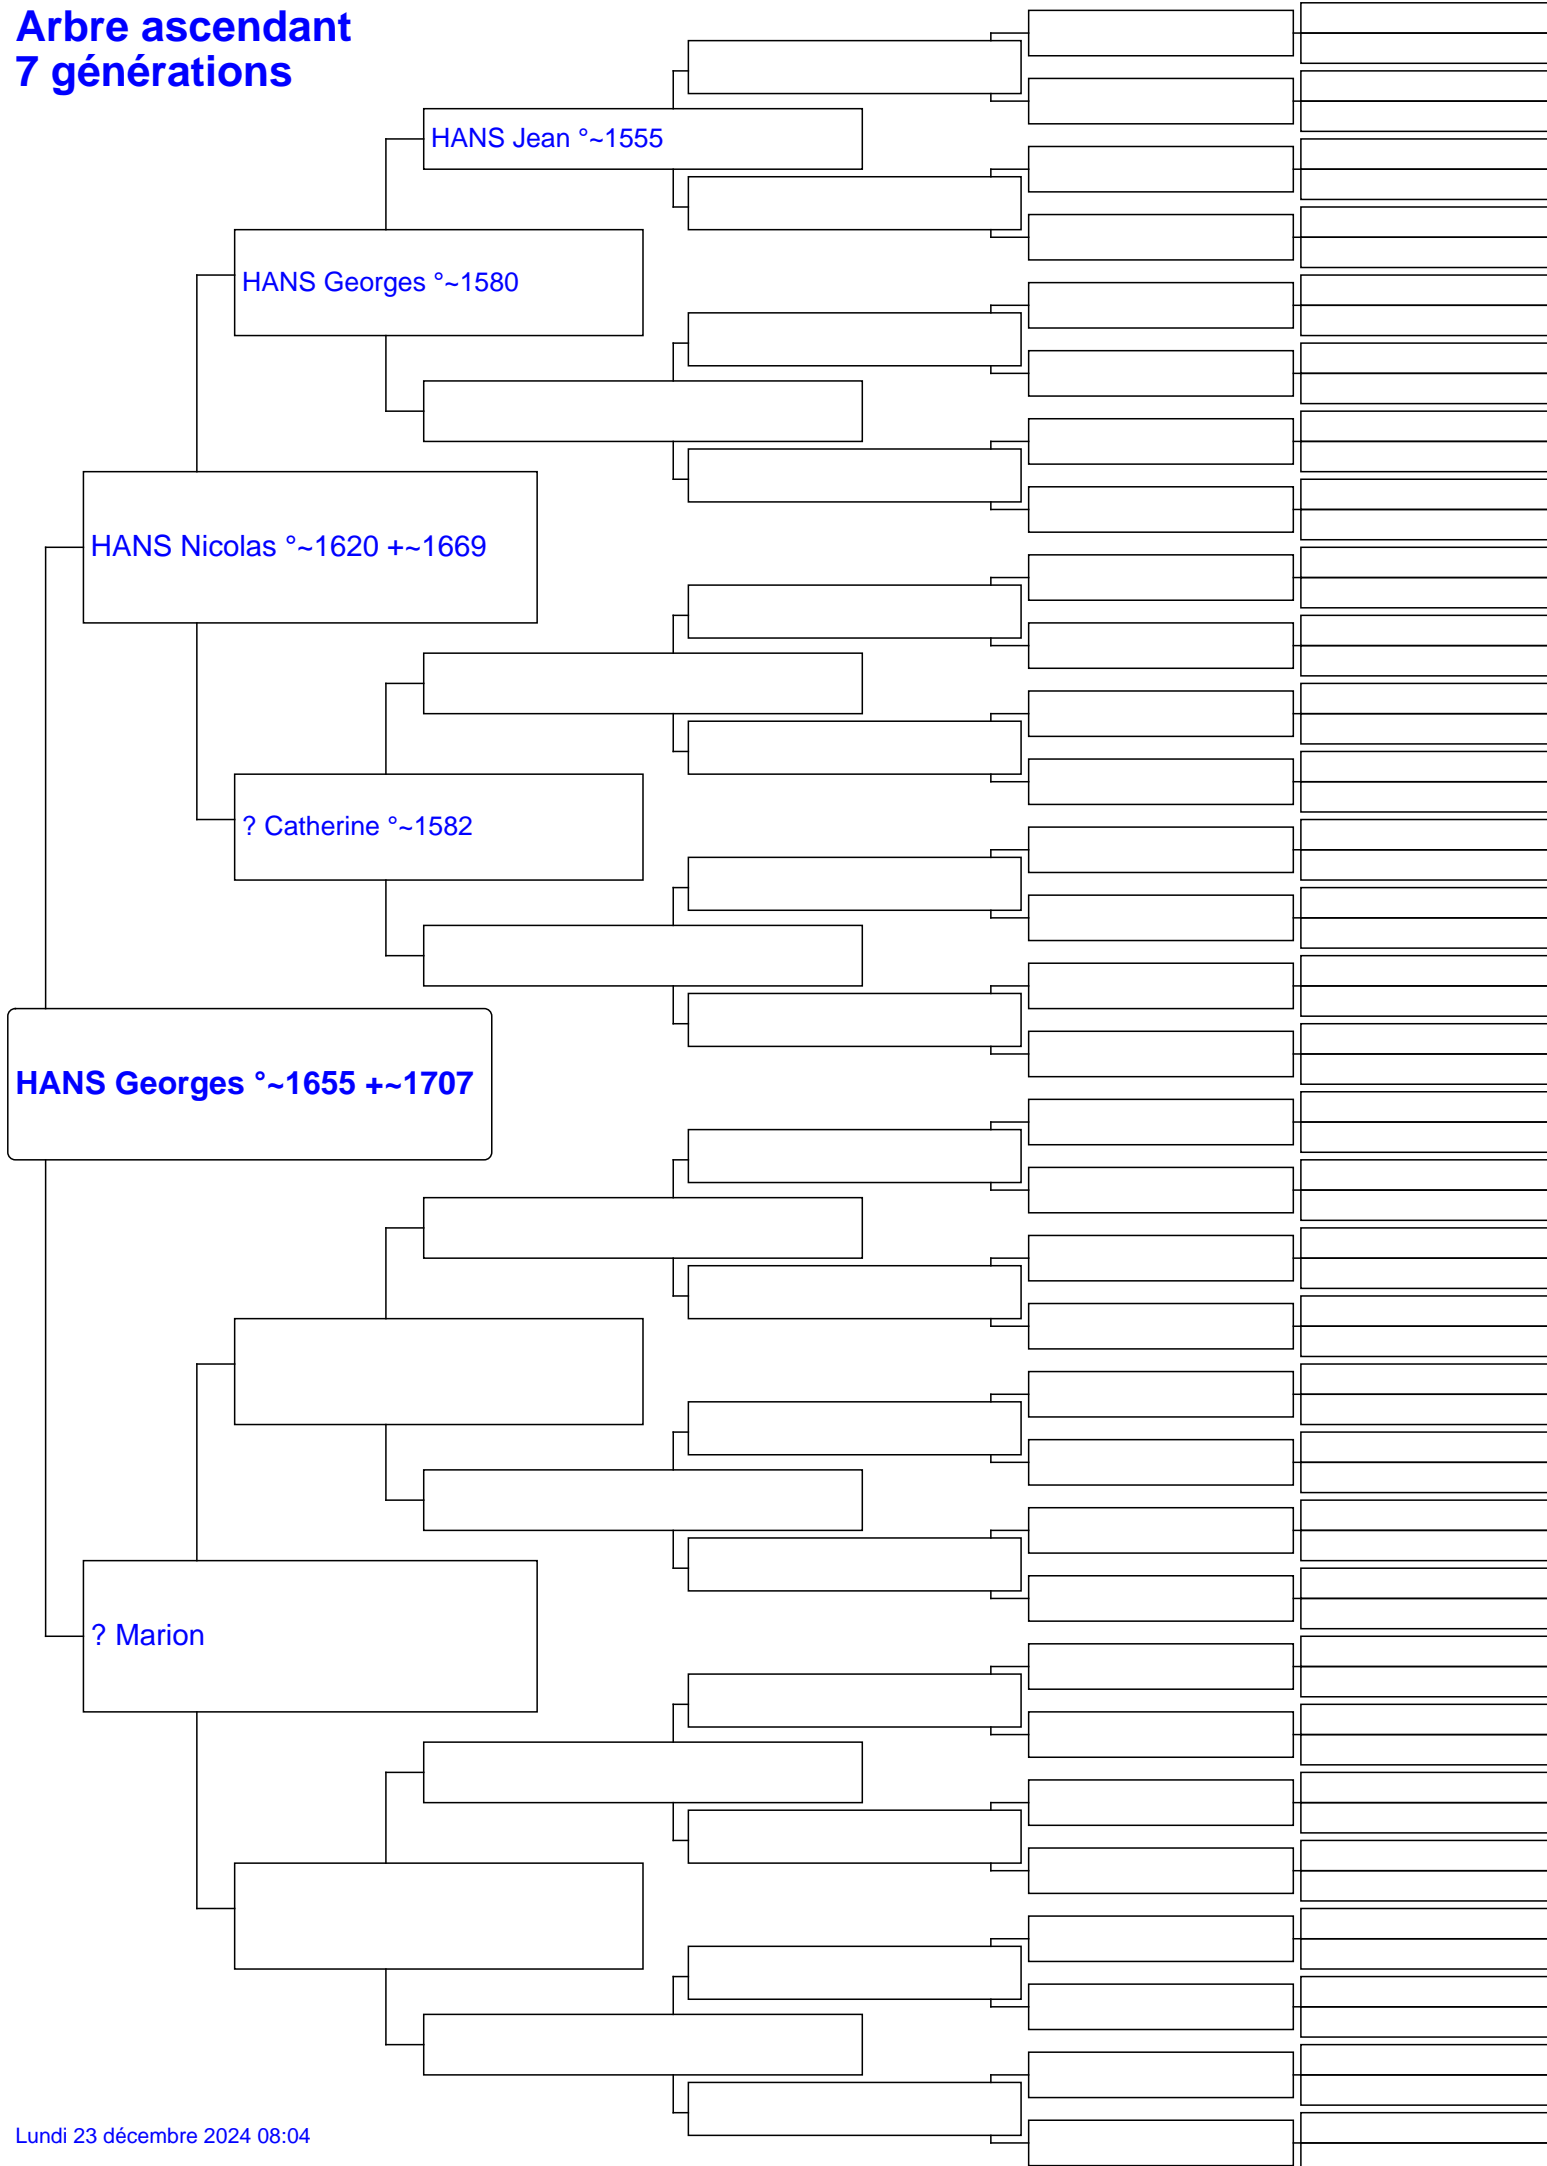 Arbre ascendant
7 générations
HANS Jean °~1555
HANS Georges °~1580
HANS Nicolas °~1620 +~1669
? Catherine °~1582
HANS Georges °~1655 +~1707
? Marion
Lundi 23 décembre 2024 08:04